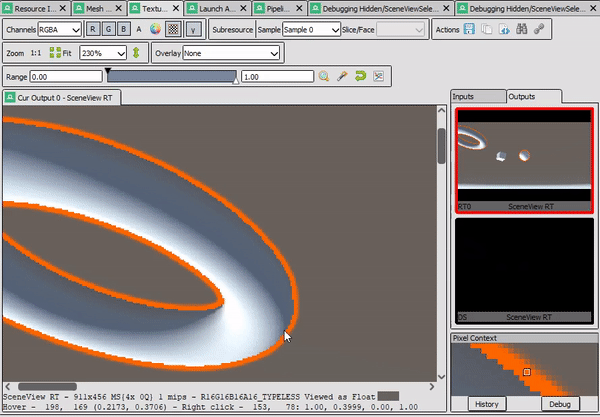 Resource I...
Mesh ...
Textu...
Launch A...
Pipeli...
Debugging Hidden/SceneViewSele...
Debugging Hidden/SceneViewSele...
Channels RGBA R G B A γ Subresource Sample Sample 0 Slice/Face Actions
Zoom 1:1 Fit 230% Overlay None
Range 0.00 1.00
Cur Output 0 - SceneView RT
Inputs Outputs
RT0 SceneView RT
DS SceneView RT
Pixel Context
History Debug
SceneView RT - 911x456 MS{4x 0Q} 1 mips - R16G16B16A16_TYPELESS Viewed as Float
Hover - 198, 169 (0.2173, 0.3706) - Right click - 153, 78: 1.00, 0.3999, 0.00, 1.00